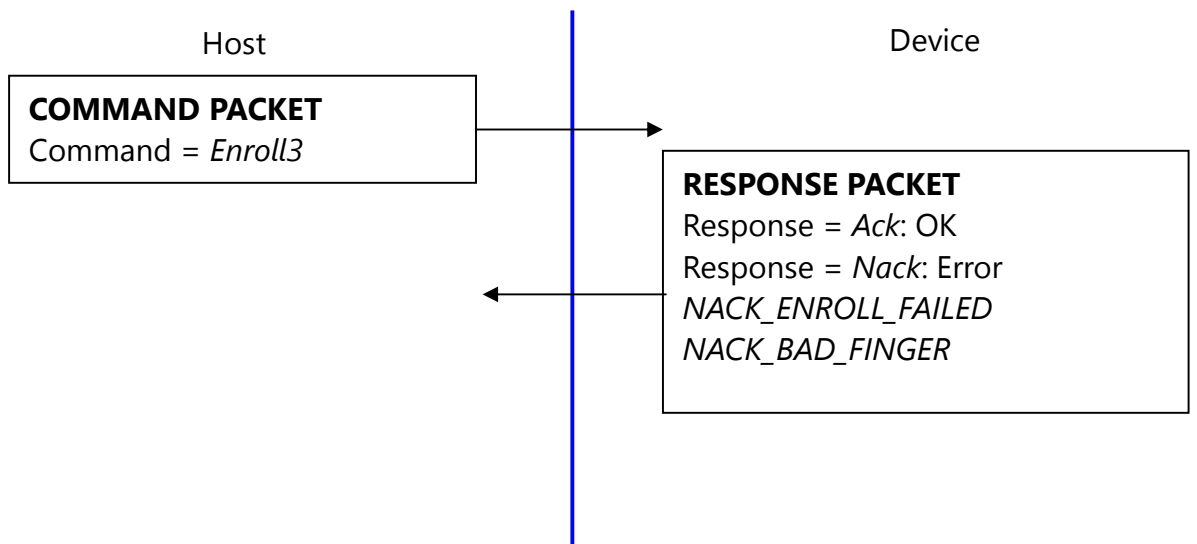 Host
Device
COMMAND PACKET
Command = Enroll3
RESPONSE PACKET
Response = Ack: OK
Response = Nack: Error
NACK_ENROLL_FAILED
NACK_BAD_FINGER